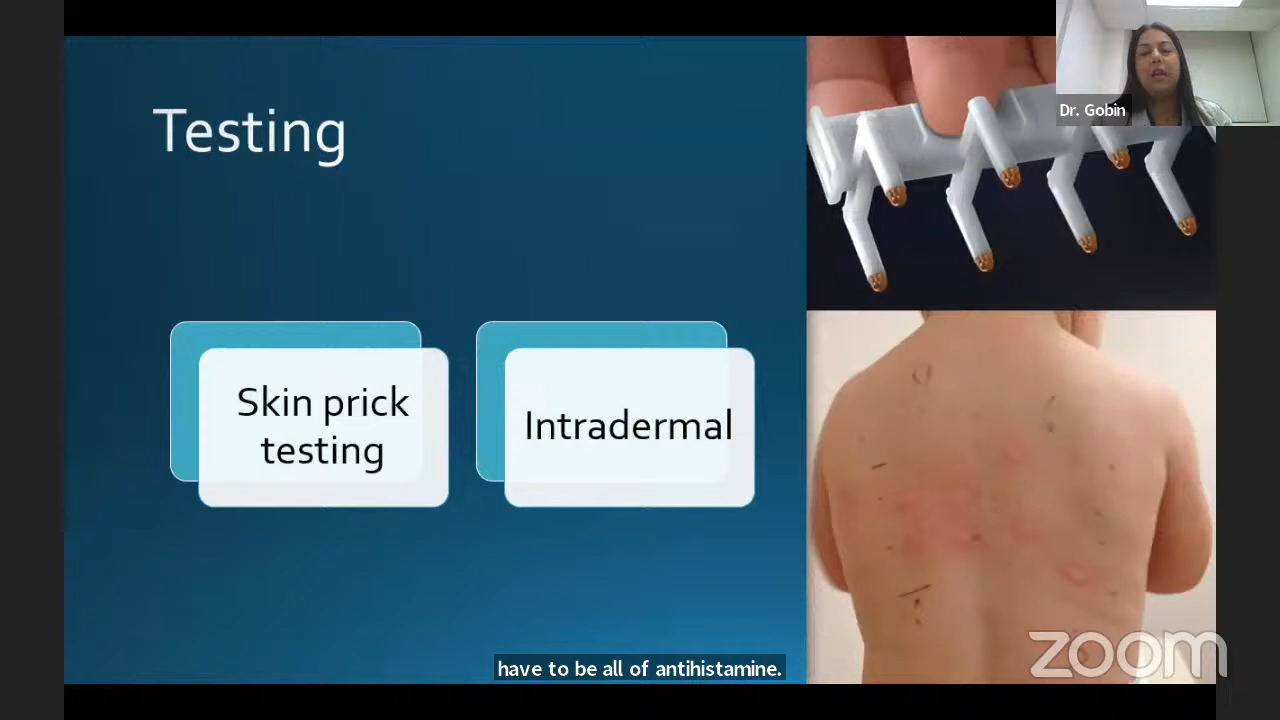 Dr. Gobin
Testing
Skin prick
testing
Intradermal
have to be all of antihistamine.
zoom